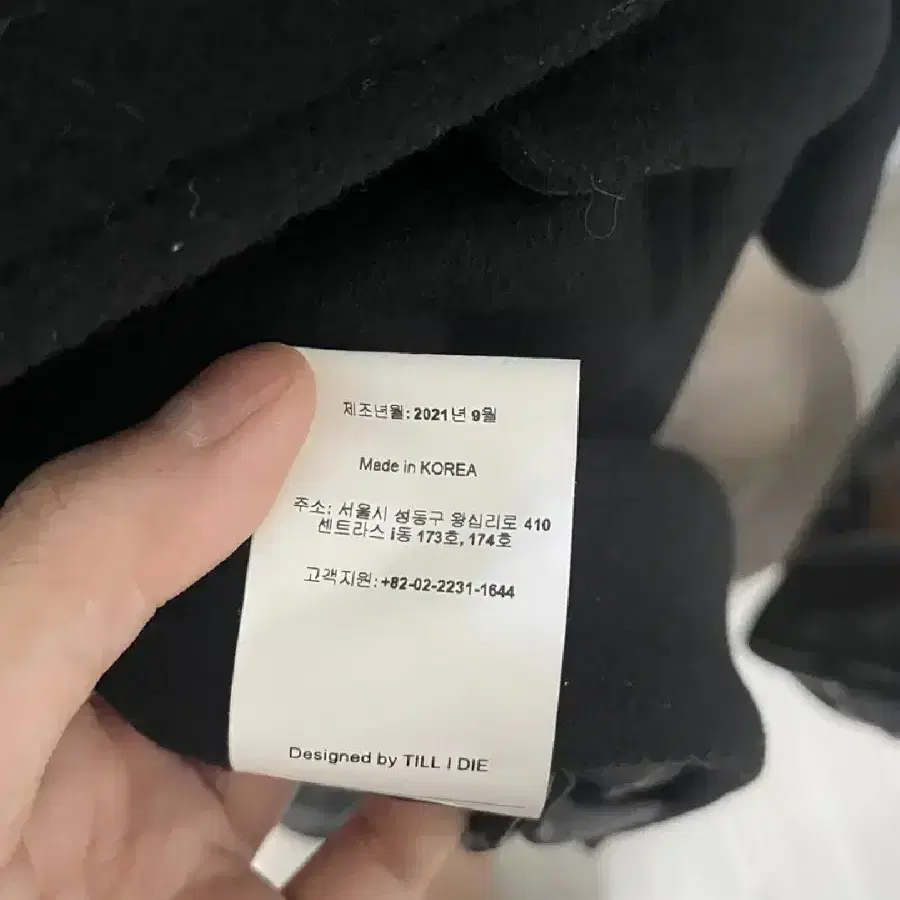 제조년월: 2021년 9월
Made in KOREA
주소: 서울시 성동구 왕십리로 410
센트라스 i동 173호, 174호
고객지원: +82-02-2231-1644
Designed by TILL I DIE